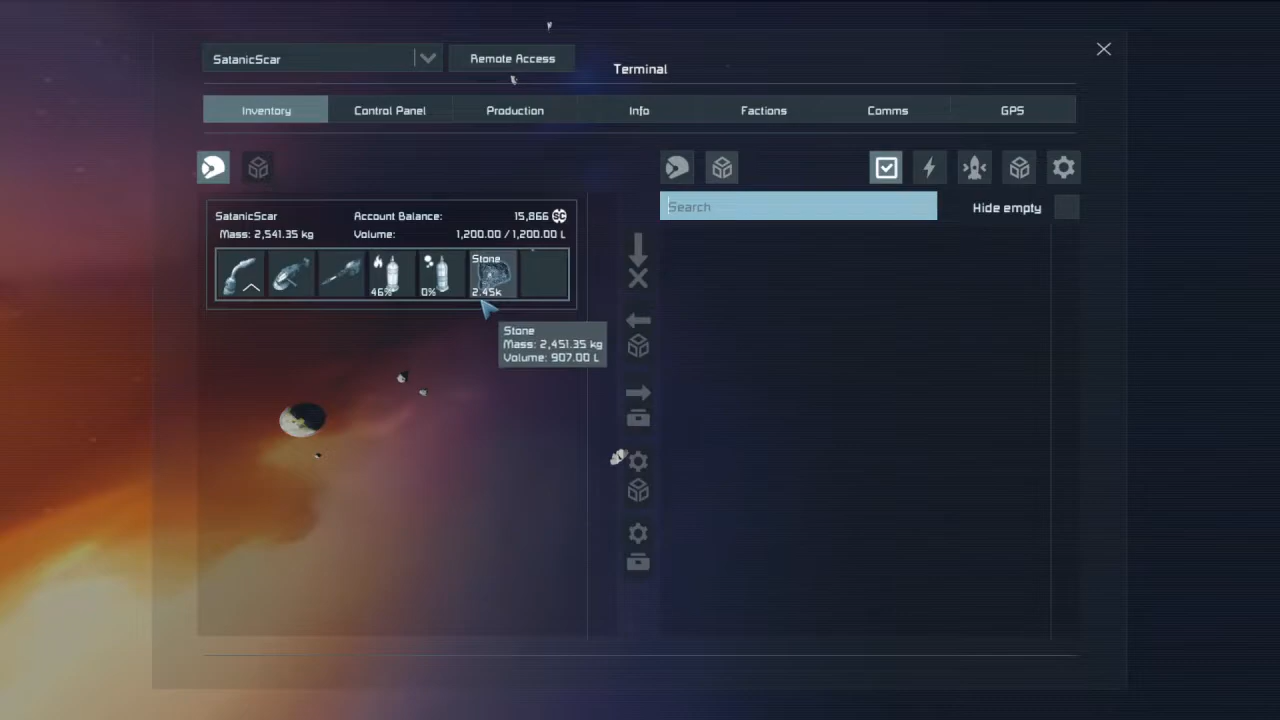 SatanicScar
Remote Access
Terminal
Inventory
Control Panel
Production
Info
Factions
Comms
GPS
SatanicScar
Account Balance:
15,866 SC
Mass: 2,541.35 kg
Volume:
1,200.00 / 1,200.00 L
46%
0%
Stone
2.45k
Stone
Mass: 2,451.35 kg
Volume: 907.00 L
Search
Hide empty